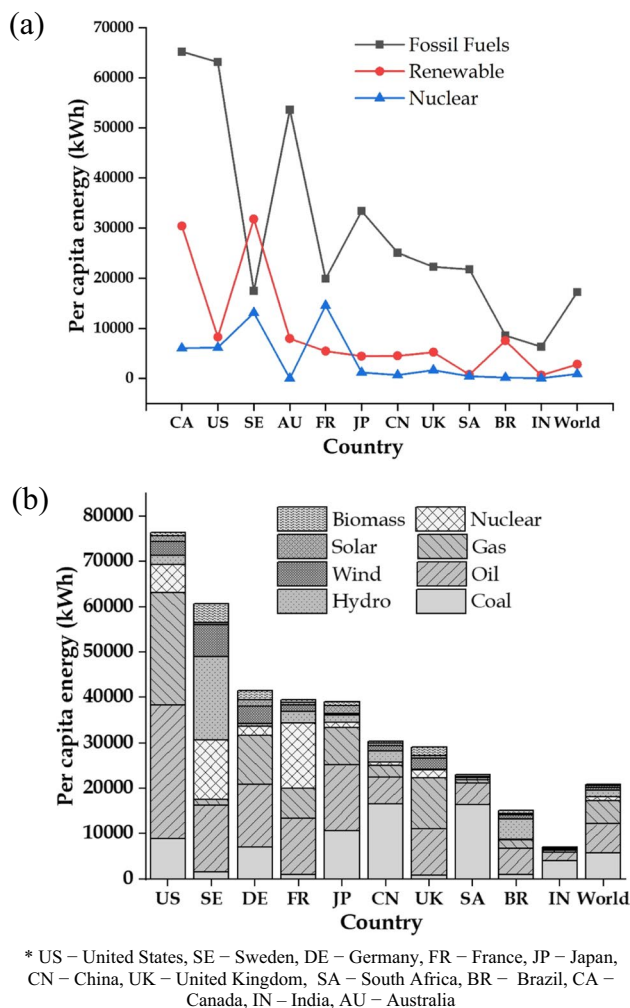 (a)
70000
60000
50000
40000
30000
20000
10000
0
Per capita energy (kWh)
Fossil Fuels
Renewable
Nuclear
CA US SE AU FR JP CN UK SA BR IN World
Country
(b)
80000
70000
60000
50000
40000
30000
20000
10000
0
Per capita energy (kWh)
Biomass Nuclear
Solar Gas
Wind Oil
Hydro Coal
US SE DE FR JP CN UK SA BR IN World
Country
* US – United States, SE – Sweden, DE – Germany, FR – France, JP – Japan,
CN – China, UK – United Kingdom, SA – South Africa, BR – Brazil, CA –
Canada, IN – India, AU – Australia